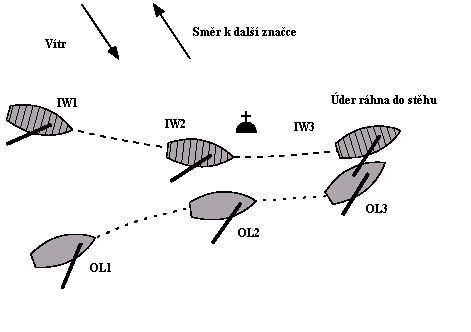 Směr k další značce
Vítr
IW1
Úder ráhna do stěhu
IW2
IW3
OL3
OL2
OL1